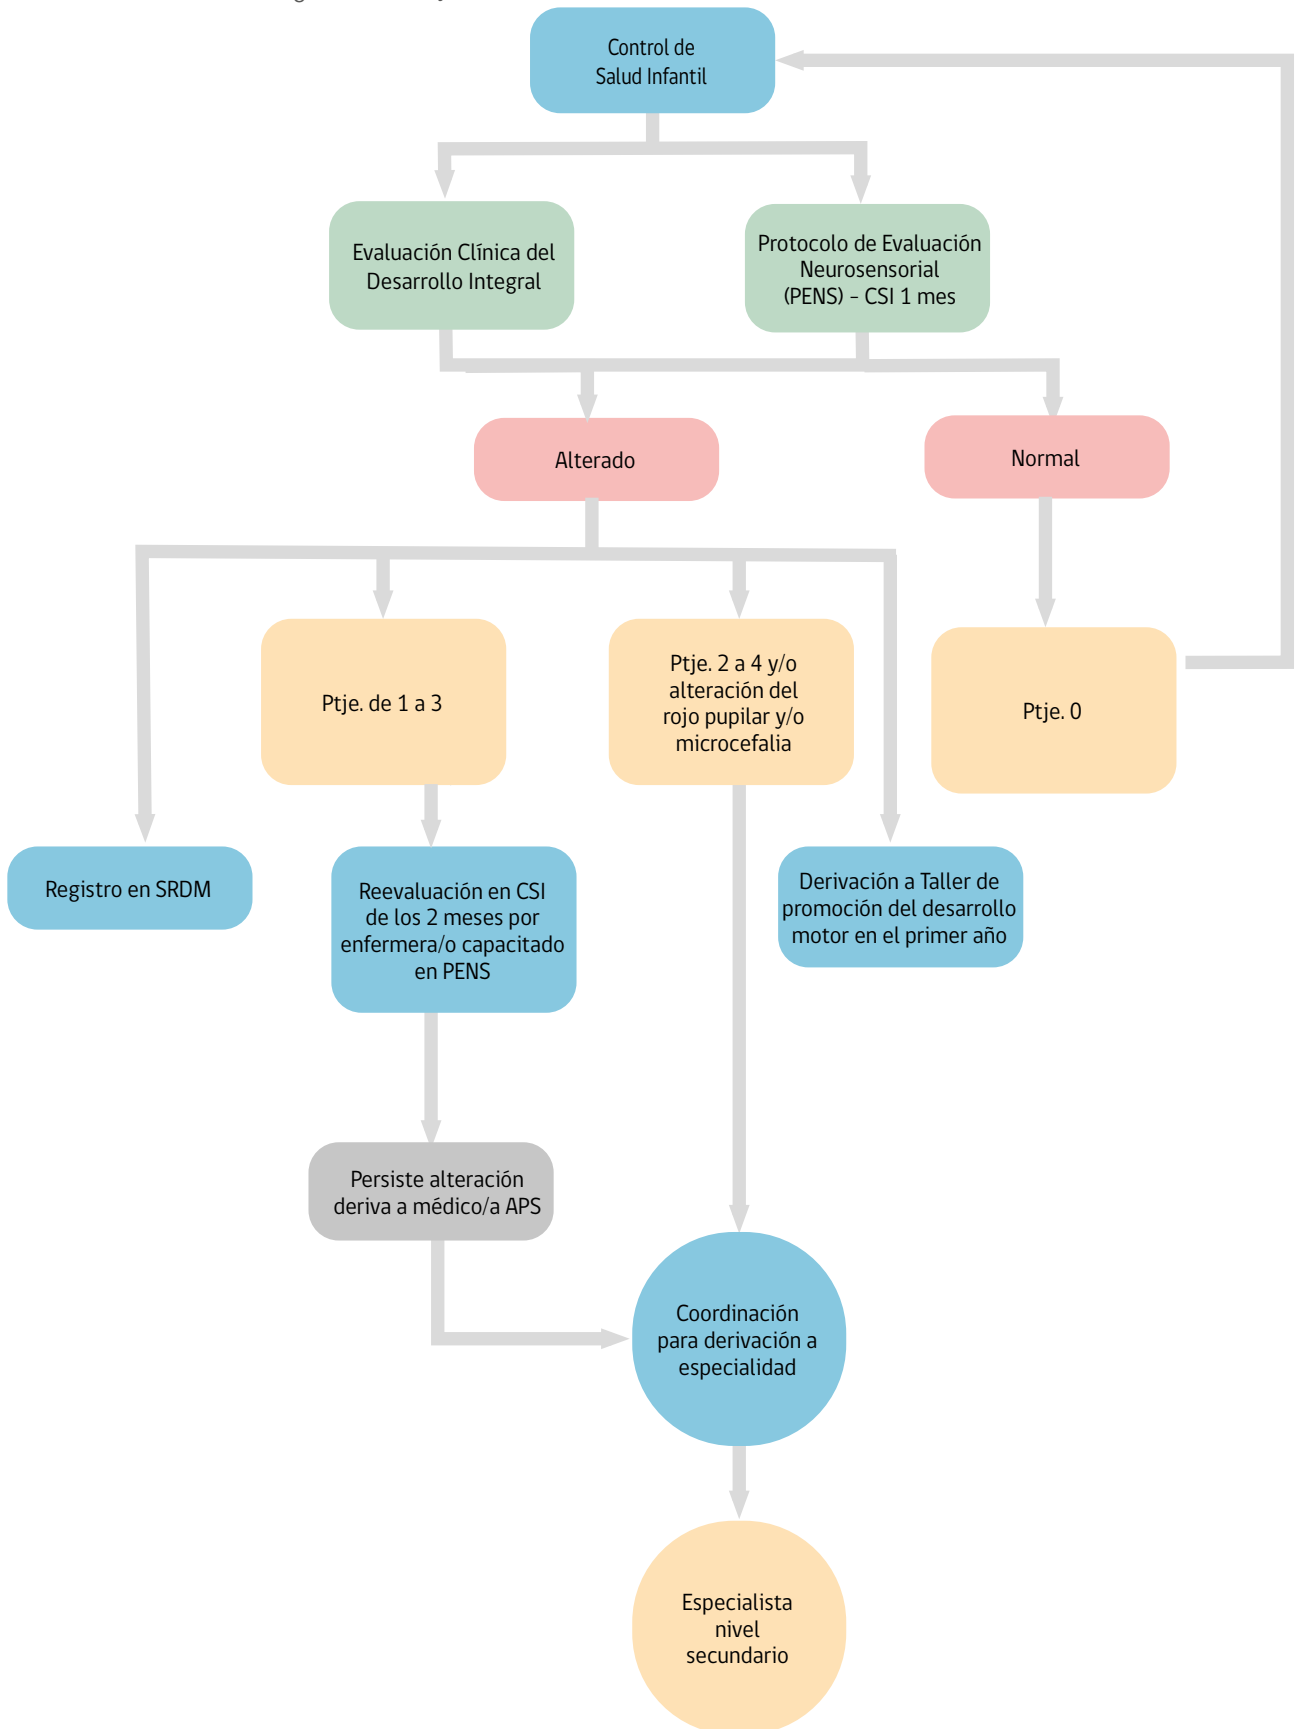 Control de
Salud Infantil
Evaluación Clínica del
Desarrollo Integral
Protocolo de Evaluación
Neurosensorial
(PENS) – CSI 1 mes
Alterado
Normal
Ptje. de 1 a 3
Ptje. 2 a 4 y/o
alteración del
rojo pupilar y/o
microcefalia
Ptje. 0
Registro en SRDM
Reevaluación en CSI
de los 2 meses por
enfermera/o capacitado
en PENS
Derivación a Taller de
promoción del desarrollo
motor en el primer año
Persiste alteración
deriva a médico/a APS
Coordinación
para derivación a
especialidad
Especialista
nivel
secundario